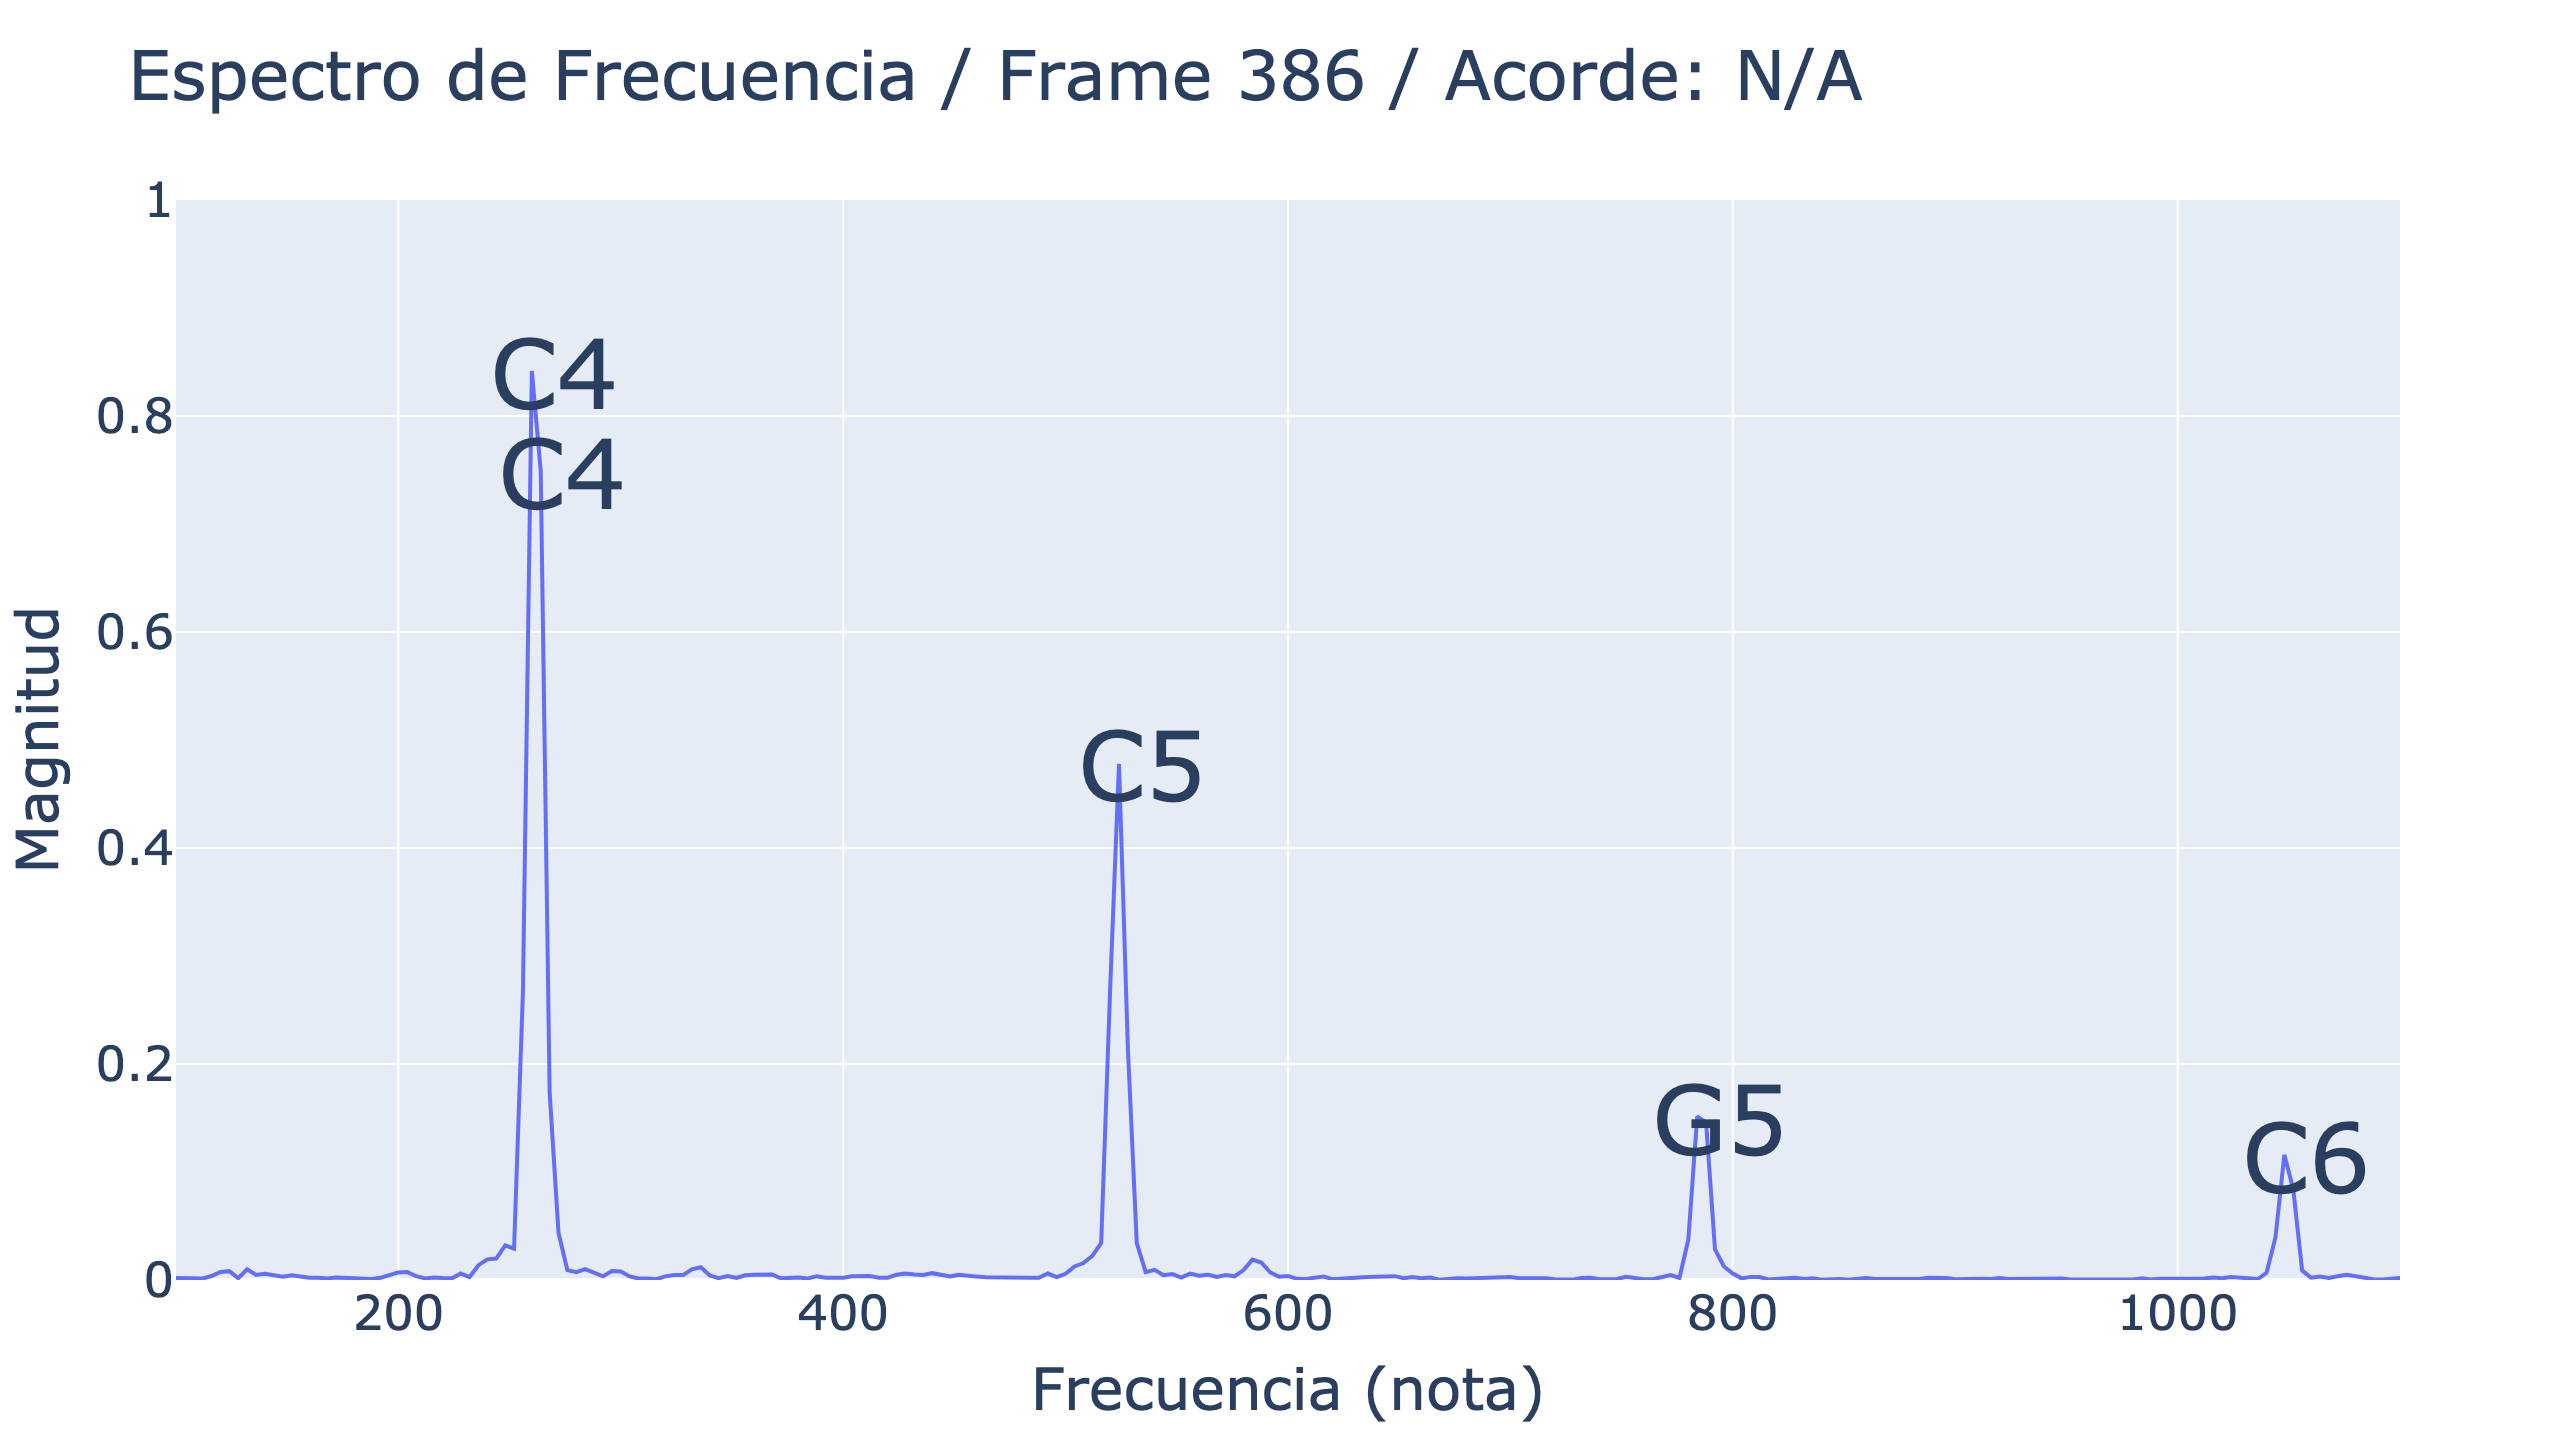 Espectro de Frecuencia / Frame 386 / Acorde: N/A
1
0.8
0.6
0.4
0.2
0
Magnitud
C4
C4
C5
G5
C6
200 400 600 800 1000
Frecuencia (nota)